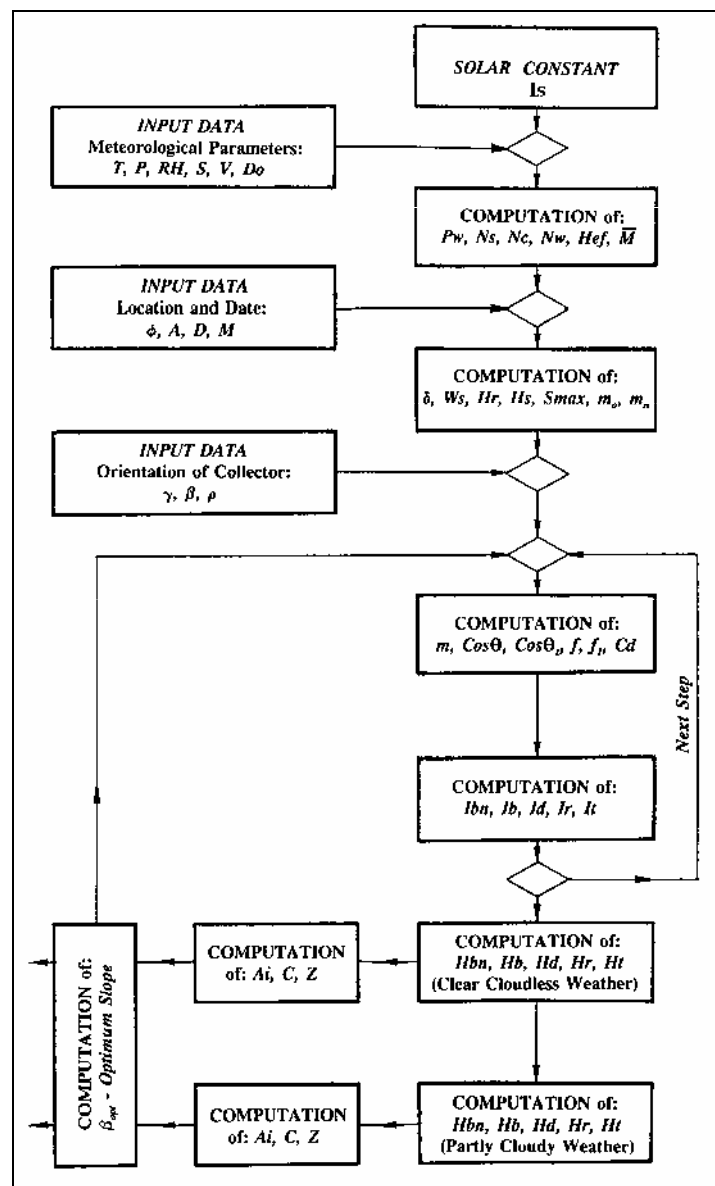 SOLAR CONSTANT
Is
INPUT DATA
Meteorological Parameters:
T, P, RH, S, V, Do
COMPUTATION of:
Pw, Ns, Nc, Nw, Hef, M̅
INPUT DATA
Location and Date:
ϕ, A, D, M
COMPUTATION of:
δ, Ws, Hr, Hs, Smax, mₒ, mₙ
INPUT DATA
Orientation of Collector:
γ, β, ρ
COMPUTATION of:
m, Cosθ, Cosθ, f, f, Cd
Next Step
COMPUTATION of:
Ibn, Ib, Id, Ir, It
COMPUTATION of:
β opt - Optimum Slope
COMPUTATION
of: Ai, C, Z
COMPUTATION of:
Hbn, Hb, Hd, Hr, Ht
(Clear Cloudless Weather)
COMPUTATION
of: Ai, C, Z
COMPUTATION of:
Hbn, Hb, Hd, Hr, Ht
(Partly Cloudy Weather)